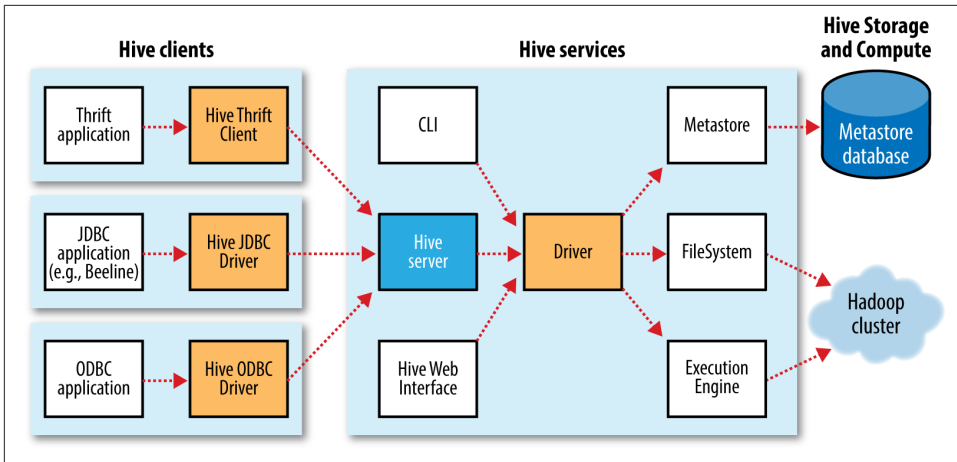 Hive clients
Hive services
Hive Storage
and Compute
Thrift
application
Hive Thrift
Client
CLI
Metastore
Metastore
database
JDBC
application
(e.g., Beeline)
Hive JDBC
Driver
Hive
server
Driver
FileSystem
Hadoop
cluster
ODBC
application
Hive ODBC
Driver
Hive Web
Interface
Execution
Engine